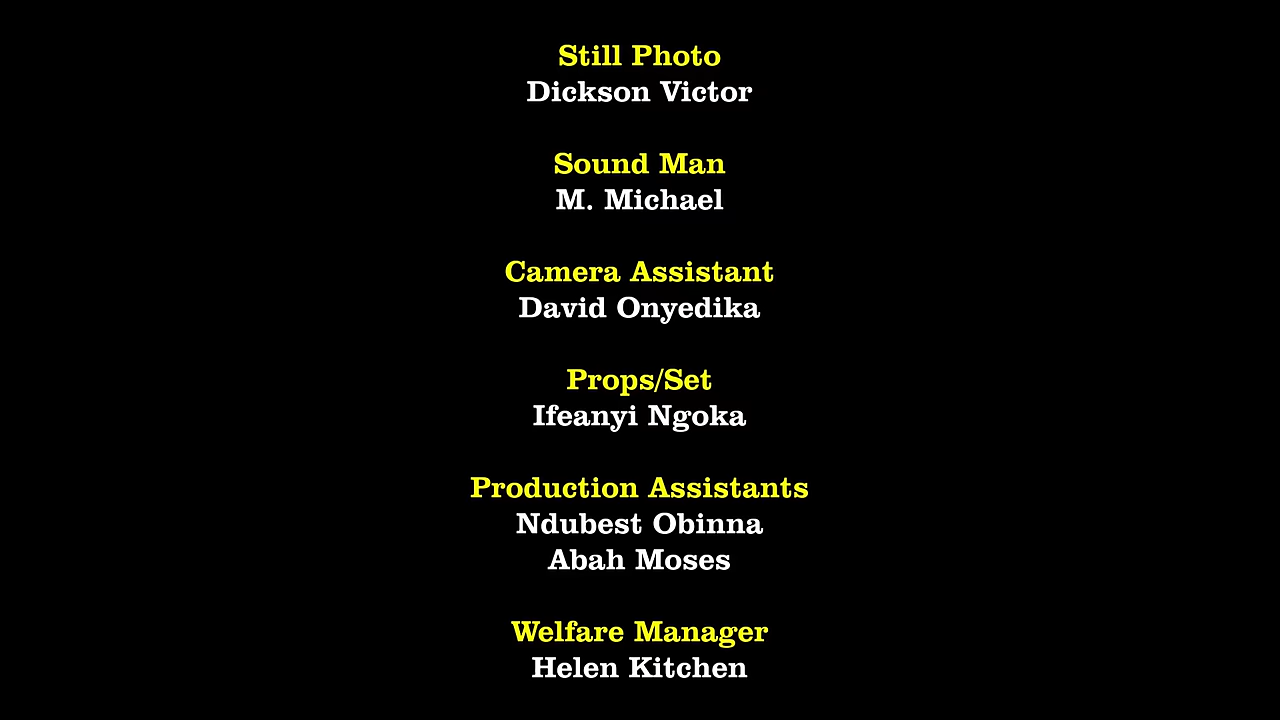 Still Photo
Dickson Victor
Sound Man
M. Michael
Camera Assistant
David Onyedika
Props/Set
Ifeanyi Ngoka
Production Assistants
Ndubest Obinna
Abah Moses
Welfare Manager
Helen Kitchen